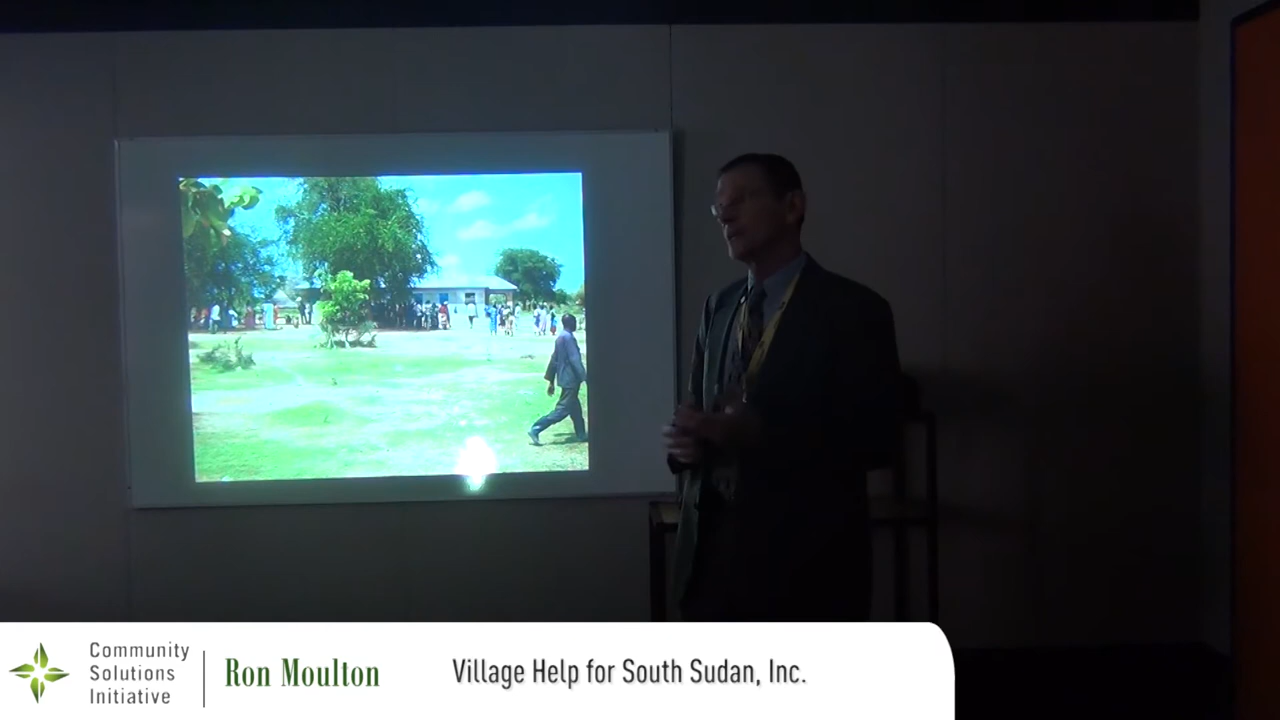 Community
Solutions
Initiative
Ron Moulton
Village Help for South Sudan, Inc.